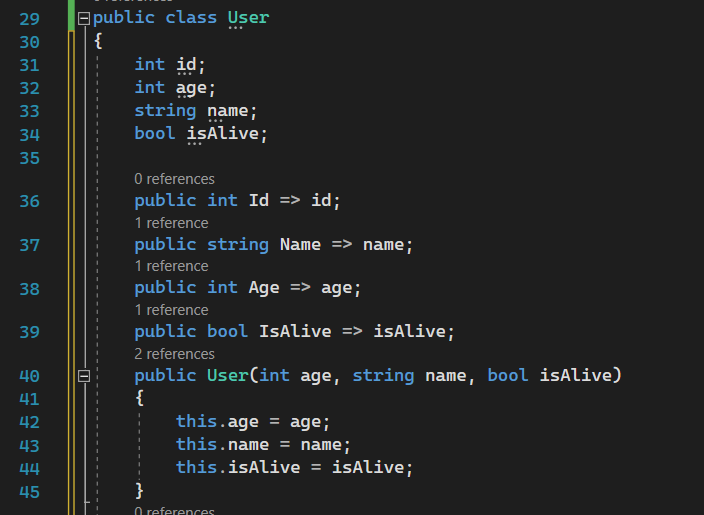 29 public class User
30 {
31 int id;
32 int age;
33 string name;
34 bool isAlive;
35
0 references
36 public int Id => id;
1 reference
37 public string Name => name;
1 reference
38 public int Age => age;
1 reference
39 public bool IsAlive => isAlive;
2 references
40 public User(int age, string name, bool isAlive)
41 {
42 this.age = age;
43 this.name = name;
44 this.isAlive = isAlive;
45 }
0 references